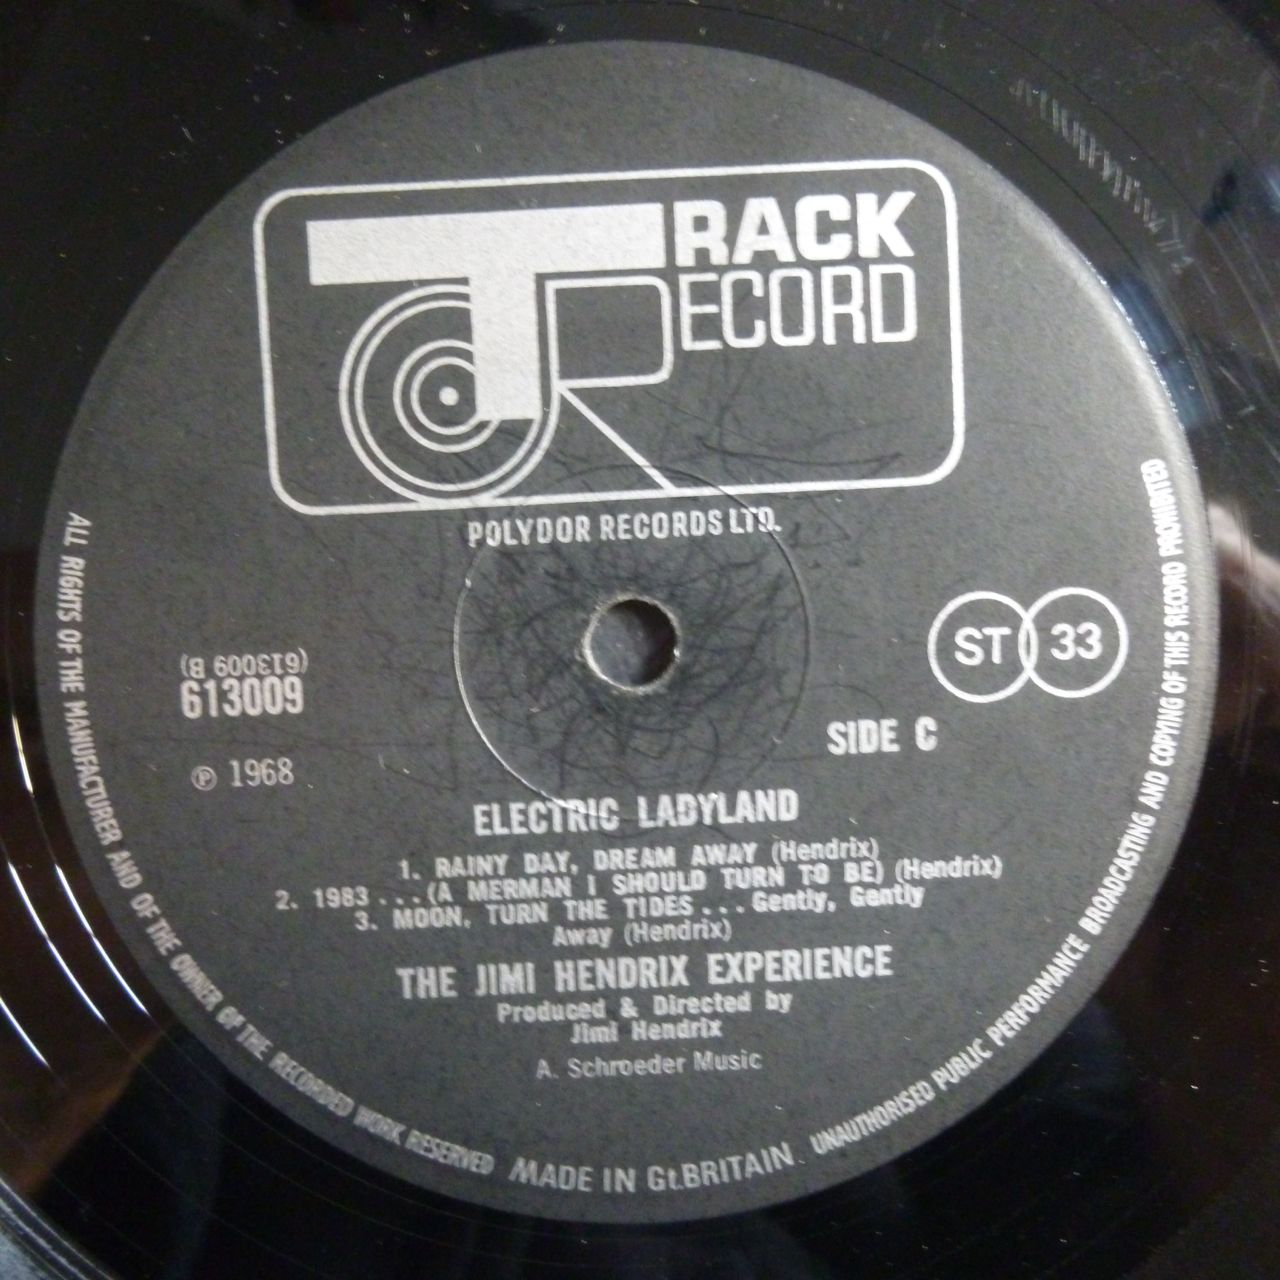 TRACK
RECORD
POLYDOR RECORDS LTD.
ST 33
(613009 B)
613009
SIDE C
℗ 1968
ELECTRIC LADYLAND
1. RAINY DAY, DREAM AWAY (Hendrix)
2. 1983 ... (A MERMAN I SHOULD TURN TO BE) (Hendrix)
3. MOON, TURN THE TIDES ... Gently, Gently
Away (Hendrix)
THE JIMI HENDRIX EXPERIENCE
Produced & Directed by
Jimi Hendrix
A. Schroeder Music
ALL RIGHTS OF THE MANUFACTURER AND OF THE OWNER OF THE RECORDED WORK RESERVED
MADE IN Gt.BRITAIN.
UNAUTHORISED PUBLIC PERFORMANCE BROADCASTING AND COPYING OF THIS RECORD PROHIBITED